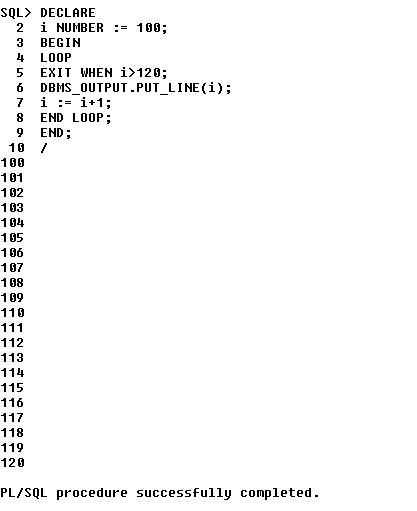 SQL> DECLARE
2 i NUMBER := 100;
3 BEGIN
4 LOOP
5 EXIT WHEN i>120;
6 DBMS_OUTPUT.PUT_LINE(i);
7 i := i+1;
8 END LOOP;
9 END;
10 /
100
101
102
103
104
105
106
107
108
109
110
111
112
113
114
115
116
117
118
119
120
PL/SQL procedure successfully completed.